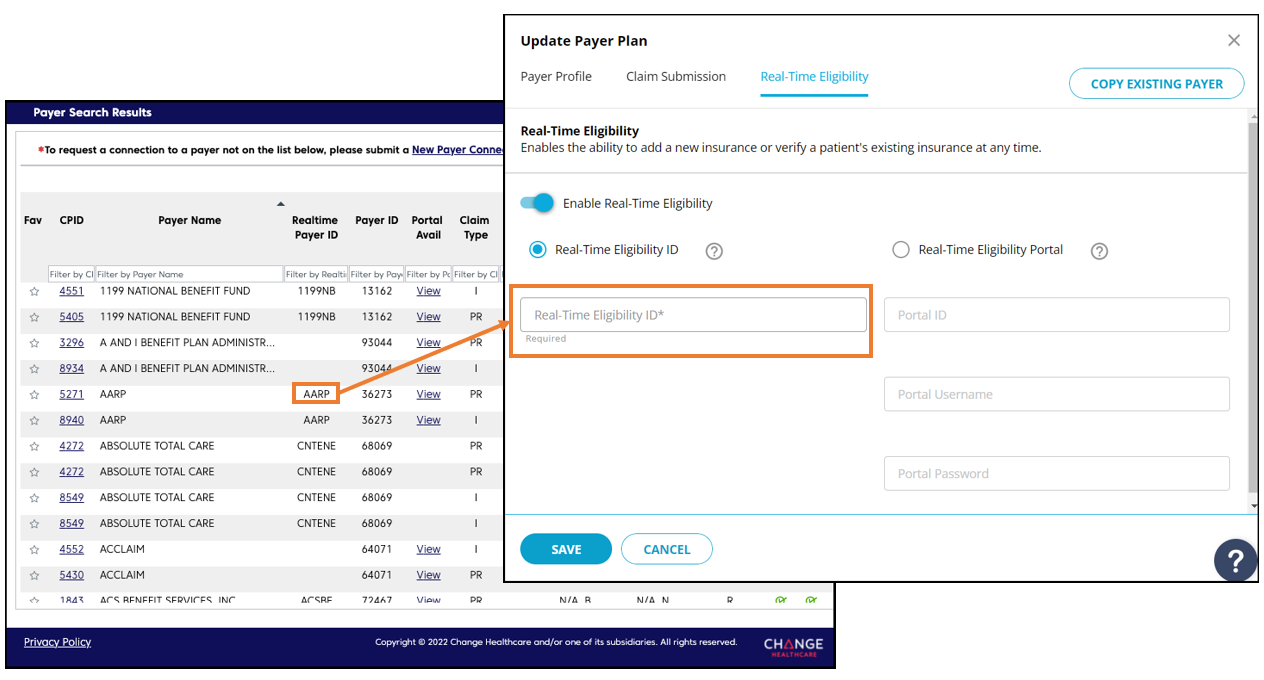 Update Payer Plan
Payer Profile Claim Submission Real-Time Eligibility COPY EXISTING PAYER
Real-Time Eligibility
Enables the ability to add a new insurance or verify a patient's existing insurance at any time.
Enable Real-Time Eligibility
Real-Time Eligibility ID ? Real-Time Eligibility Portal ?
Real-Time Eligibility ID* Portal ID
Required
Portal Username
Portal Password
SAVE CANCEL ?
Payer Search Results
*To request a connection to a payer not on the list below, please submit a New Payer Conne
Fav CPID Payer Name Realtime Payer ID Portal Claim
Payer ID Avail Type
Filter by Cl Filter by Payer Name Filter by Realti Filter by Pay Filter by Po Filter by Cl
4551 1199 NATIONAL BENEFIT FUND 1199NB 13162 View I
5405 1199 NATIONAL BENEFIT FUND 1199NB 13162 View PR
3296 A AND I BENEFIT PLAN ADMINISTR... 93044 View PR
8934 A AND I BENEFIT PLAN ADMINISTR... 93044 View I
5271 AARP AARP 36273 View PR
8940 AARP AARP 36273 View I
4272 ABSOLUTE TOTAL CARE CNTENE 68069 PR
4272 ABSOLUTE TOTAL CARE CNTENE 68069 PR
8549 ABSOLUTE TOTAL CARE CNTENE 68069 I
8549 ABSOLUTE TOTAL CARE CNTENE 68069 I
4552 ACCLAIM 64071 View I
5430 ACCLAIM 64071 View PR
1843 ACS BENEFIT SERVICES, INC ACSBE 72467 View PR N/A B N/A N R
Privacy Policy Copyright © 2022 Change Healthcare and/or one of its subsidiaries. All rights reserved. CHANGE
HEALTHCARE